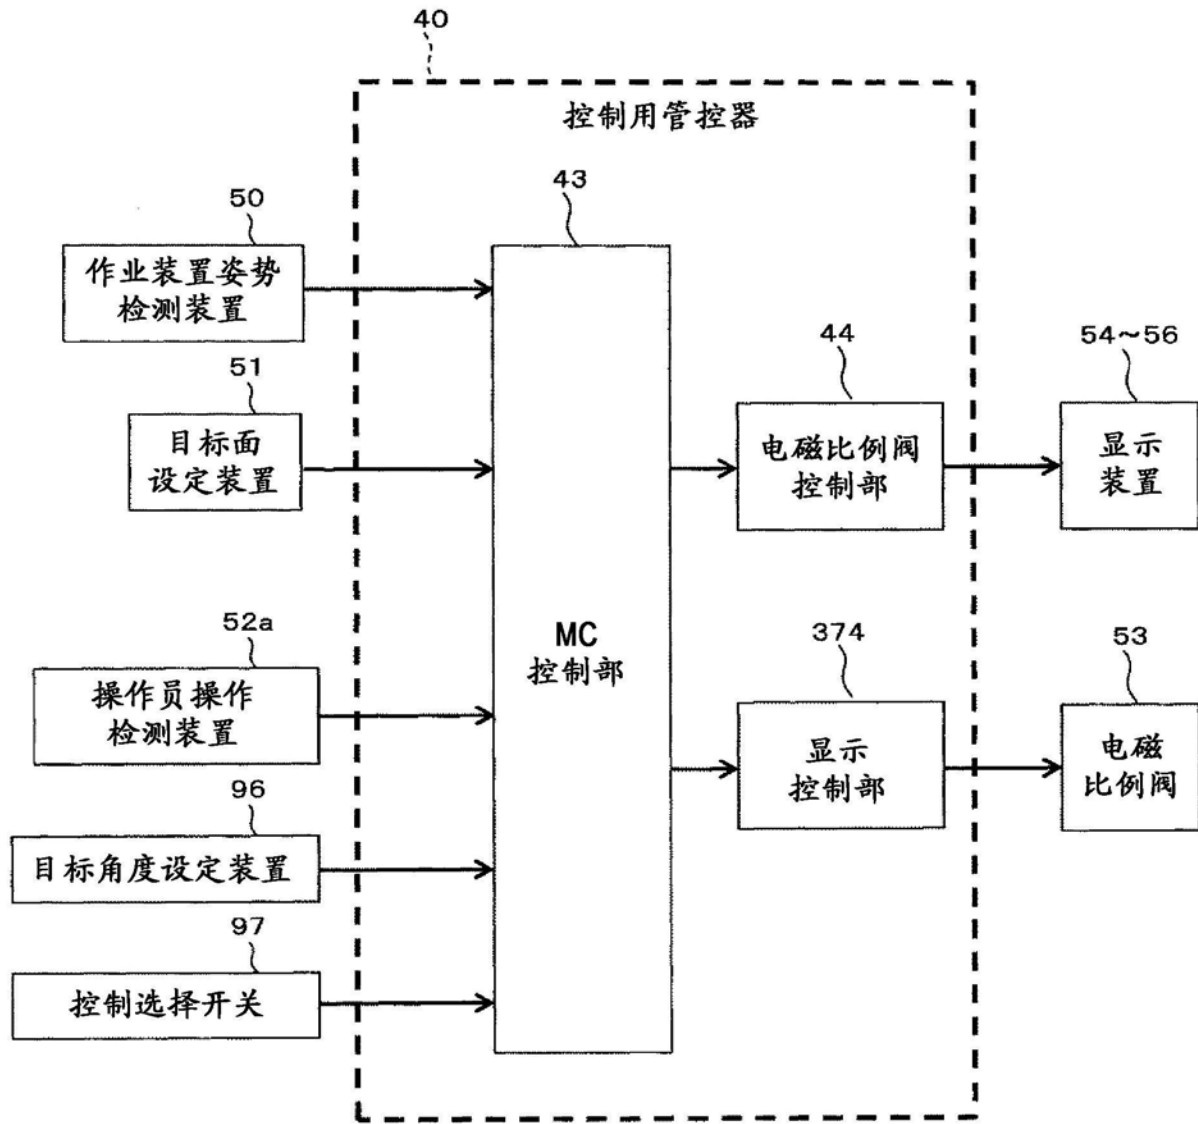 40
控制用管控器
43
50
作业装置姿势
检测装置
51
目标面
设定装置
44
电磁比例阀
控制部
54～56
显示
装置
MC
控制部
52a
操作员操作
检测装置
374
显示
控制部
53
电磁
比例阀
96
目标角度设定装置
97
控制选择开关